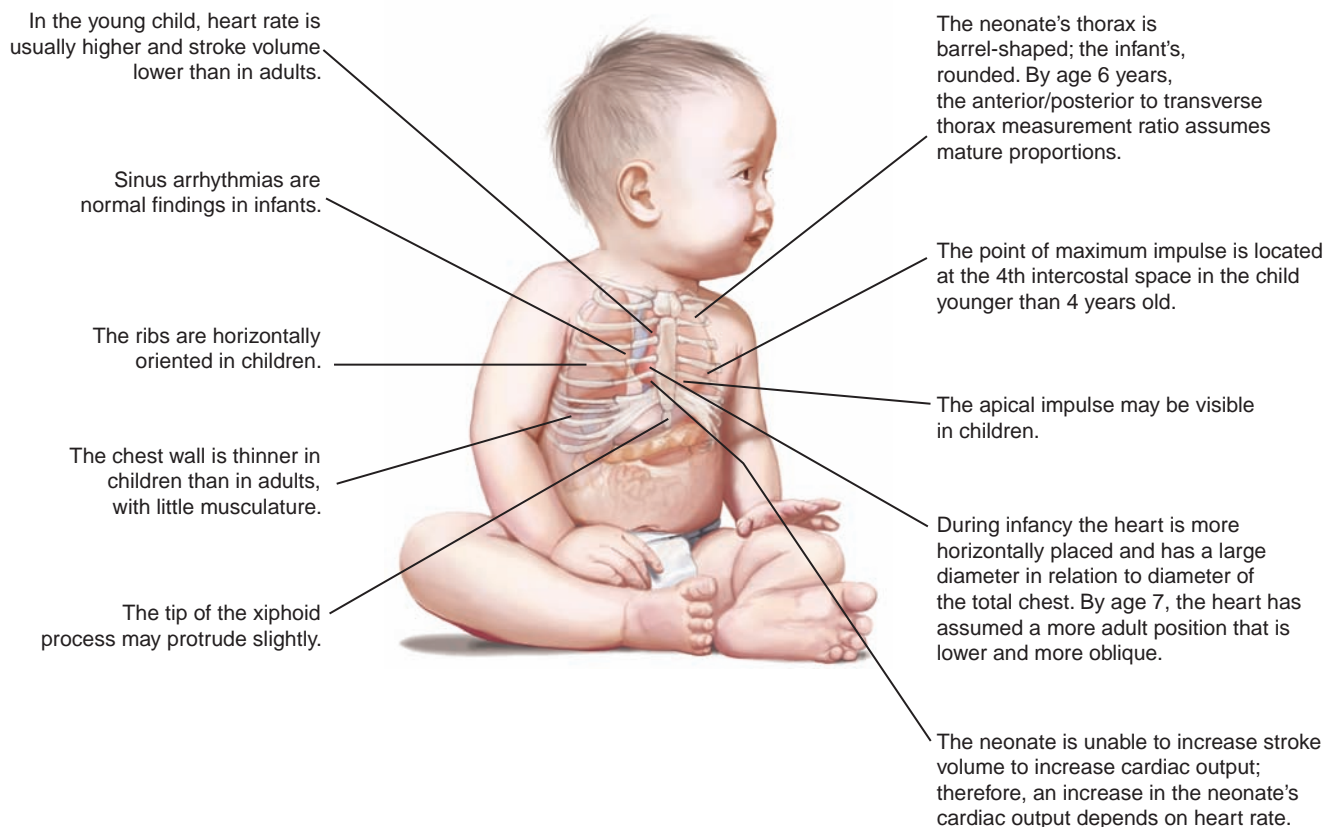 In the young child, heart rate is
usually higher and stroke volume
lower than in adults.
Sinus arrhythmias are
normal findings in infants.
The ribs are horizontally
oriented in children.
The chest wall is thinner in
children than in adults,
with little musculature.
The tip of the xiphoid
process may protrude slightly.
The neonate’s thorax is
barrel-shaped; the infant’s,
rounded. By age 6 years,
the anterior/posterior to transverse
thorax measurement ratio assumes
mature proportions.
The point of maximum impulse is located
at the 4th intercostal space in the child
younger than 4 years old.
The apical impulse may be visible
in children.
During infancy the heart is more
horizontally placed and has a large
diameter in relation to diameter of
the total chest. By age 7, the heart has
assumed a more adult position that is
lower and more oblique.
The neonate is unable to increase stroke
volume to increase cardiac output;
therefore, an increase in the neonate’s
cardiac output depends on heart rate.